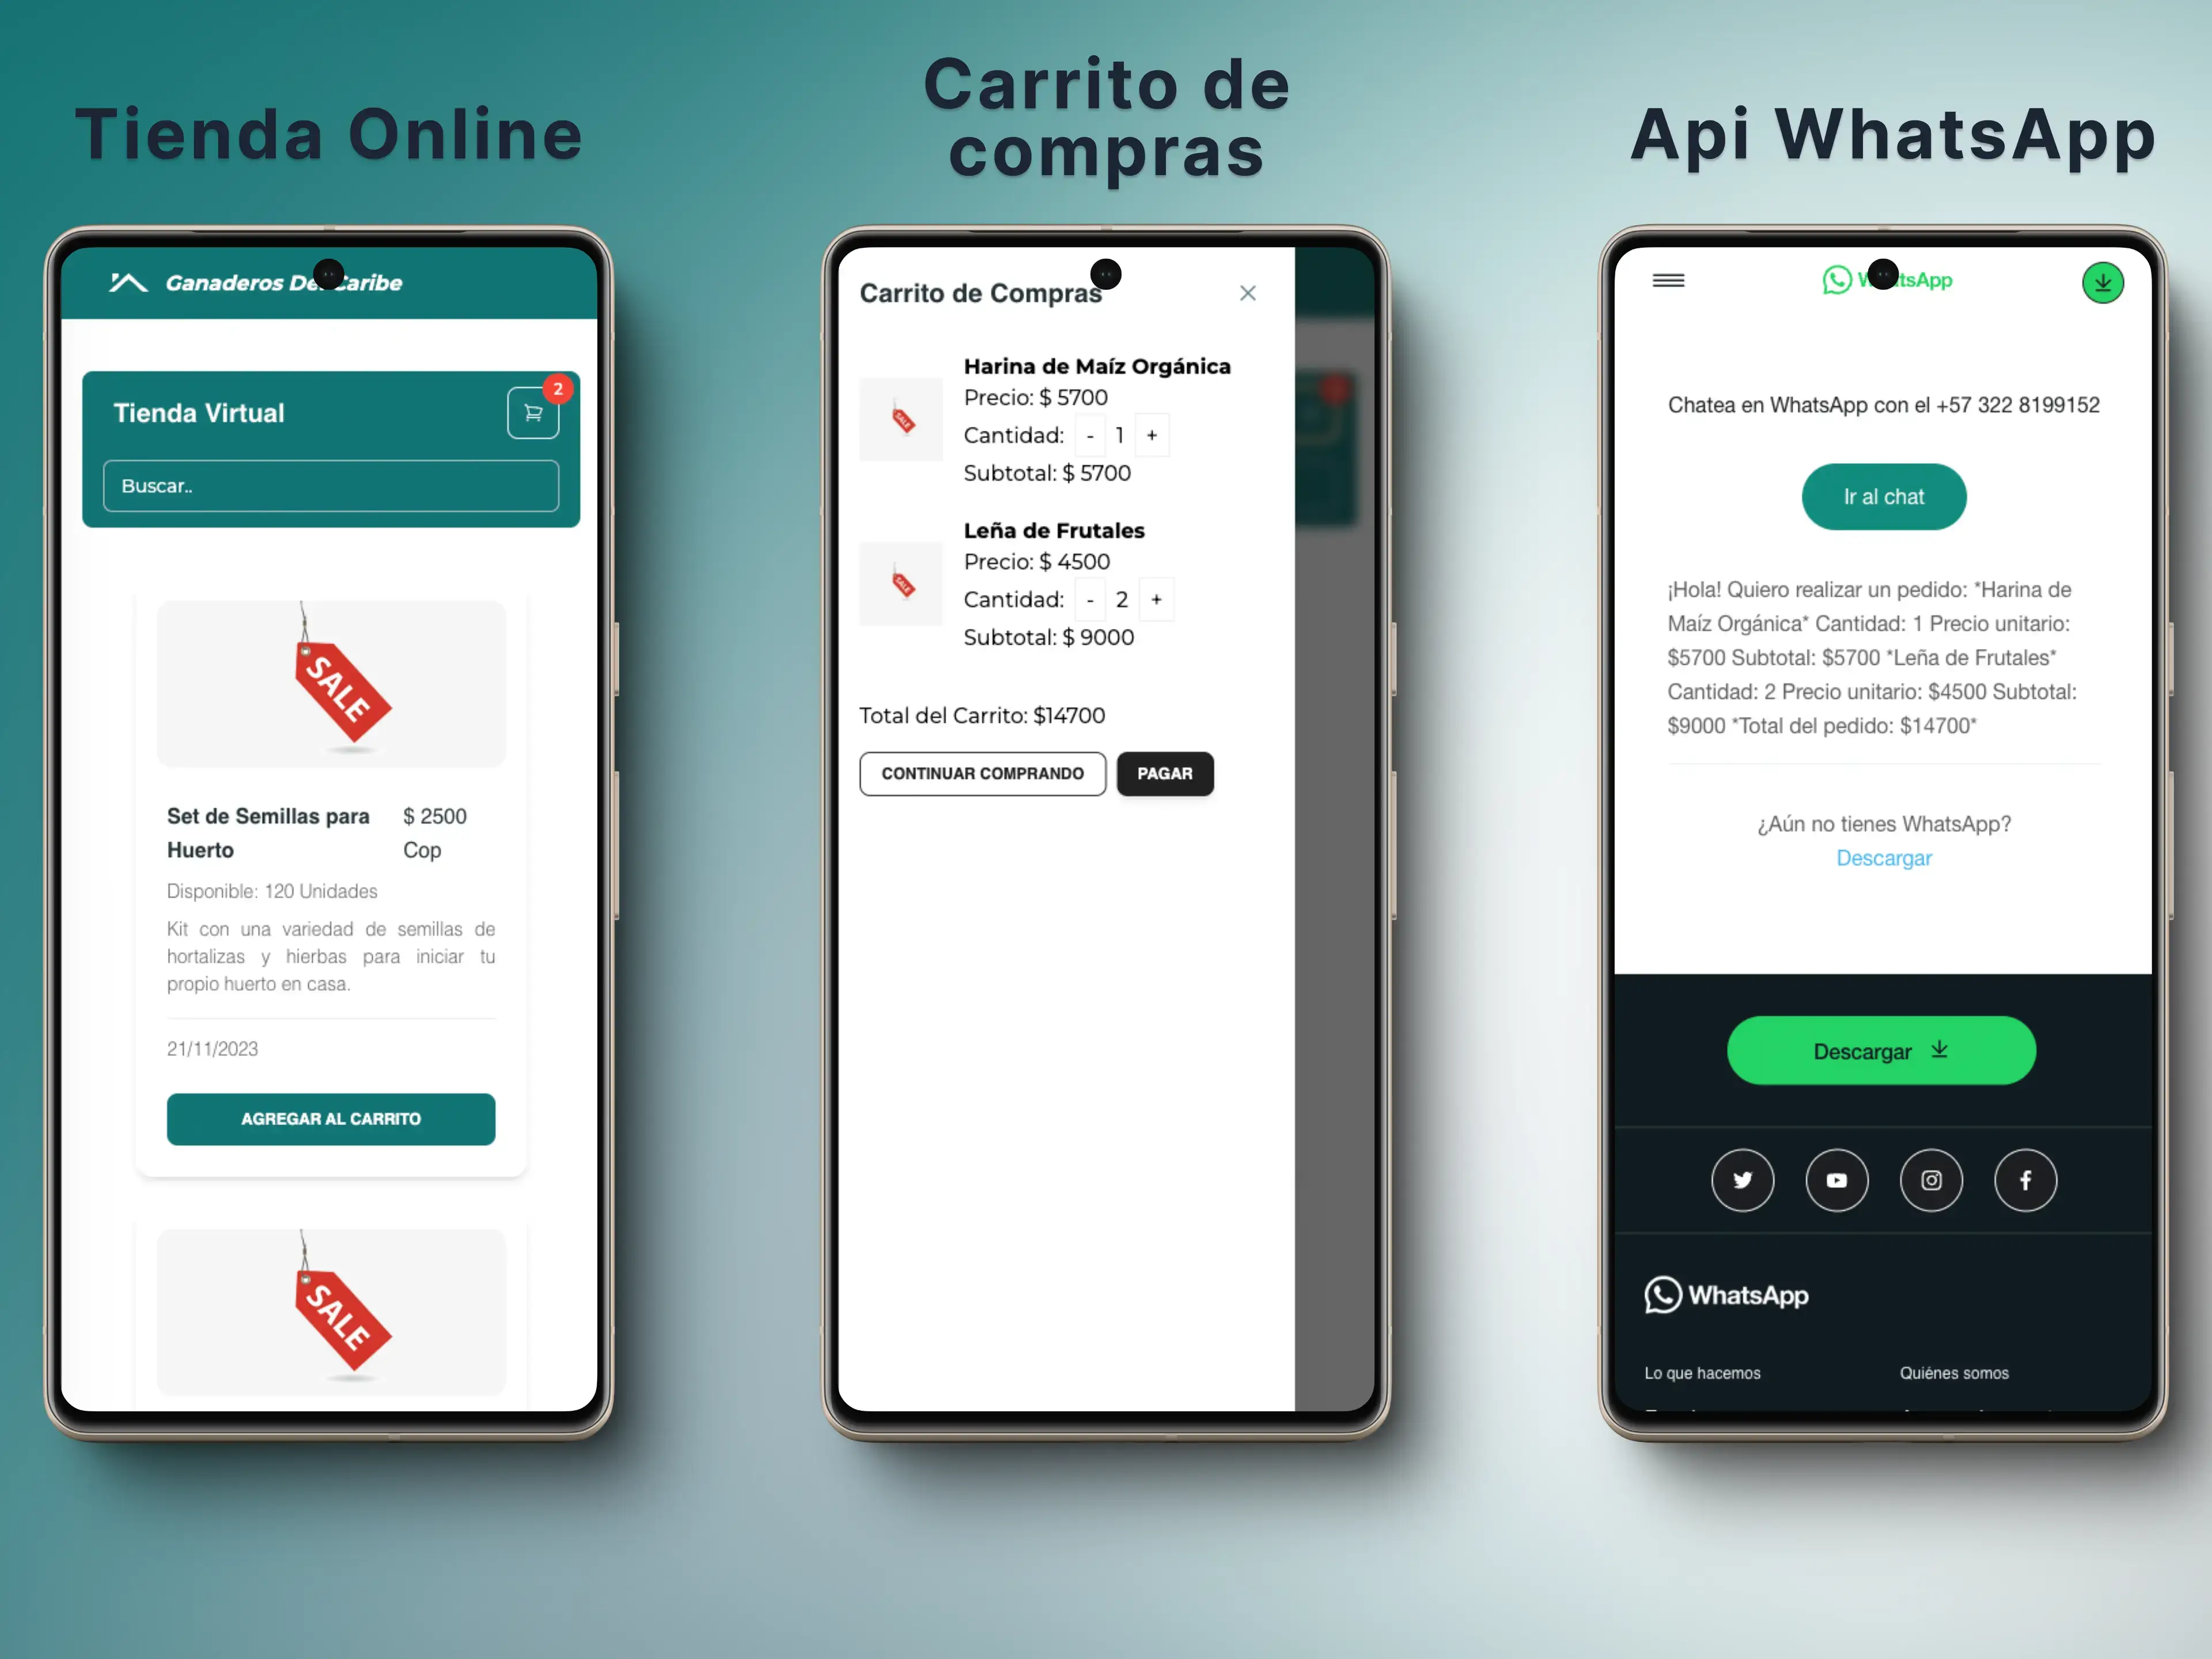 Tienda Online
Ganaderos Del Caribe
Tienda Virtual
2
Buscar..
SALE
Set de Semillas para
Huerto
$ 2500
Cop
Disponible: 120 Unidades
Kit con una variedad de semillas de
hortalizas y hierbas para iniciar tu
propio huerto en casa.
21/11/2023
AGREGAR AL CARRITO
SALE
Carrito de
compras
Carrito de Compras
SALE
Harina de Maíz Orgánica
Precio: $ 5700
Cantidad: - 1 +
Subtotal: $ 5700
SALE
Leña de Frutales
Precio: $ 4500
Cantidad: - 2 +
Subtotal: $ 9000
Total del Carrito: $14700
CONTINUAR COMPRANDO
PAGAR
Api WhatsApp
WhatsApp
Chatea en WhatsApp con el +57 322 8199152
Ir al chat
¡Hola! Quiero realizar un pedido: *Harina de
Maíz Orgánica* Cantidad: 1 Precio unitario:
$5700 Subtotal: $5700 *Leña de Frutales*
Cantidad: 2 Precio unitario: $4500 Subtotal:
$9000 *Total del pedido: $14700*
¿Aún no tienes WhatsApp?
Descargar
Descargar
WhatsApp
Lo que hacemos
Quiénes somos